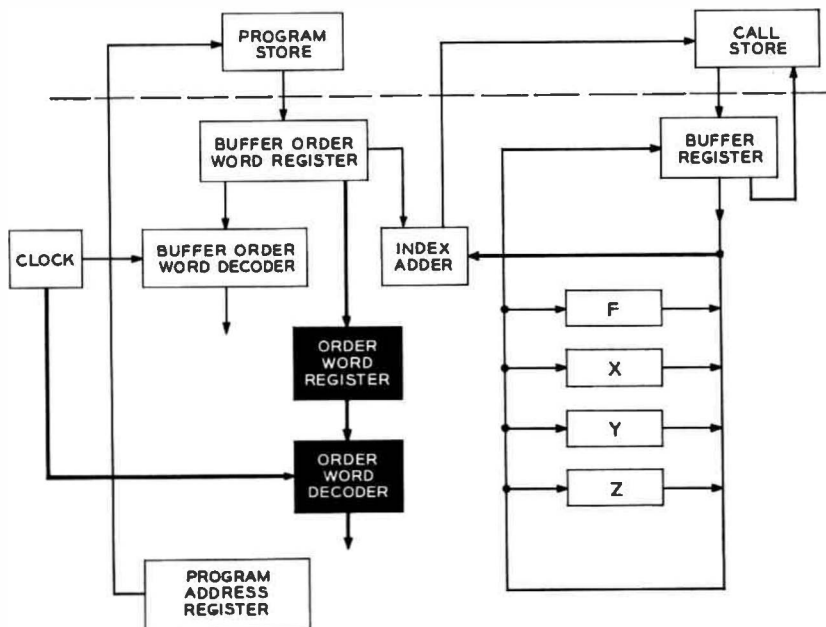 PROGRAM
STORE
CALL
STORE
BUFFER ORDER
WORD REGISTER
BUFFER
REGISTER
CLOCK
BUFFER ORDER
WORD DECODER
INDEX
ADDER
F
ORDER
WORD
REGISTER
X
Y
ORDER
WORD
DECODER
Z
PROGRAM
ADDRESS
REGISTER